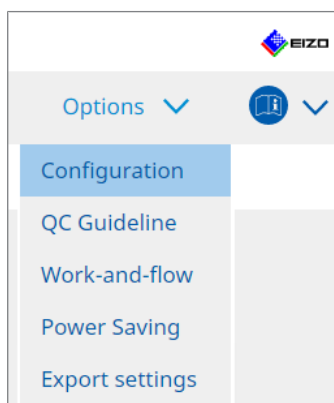 EIZO
Options
Configuration
QC Guideline
Work-and-flow
Power Saving
Export settings